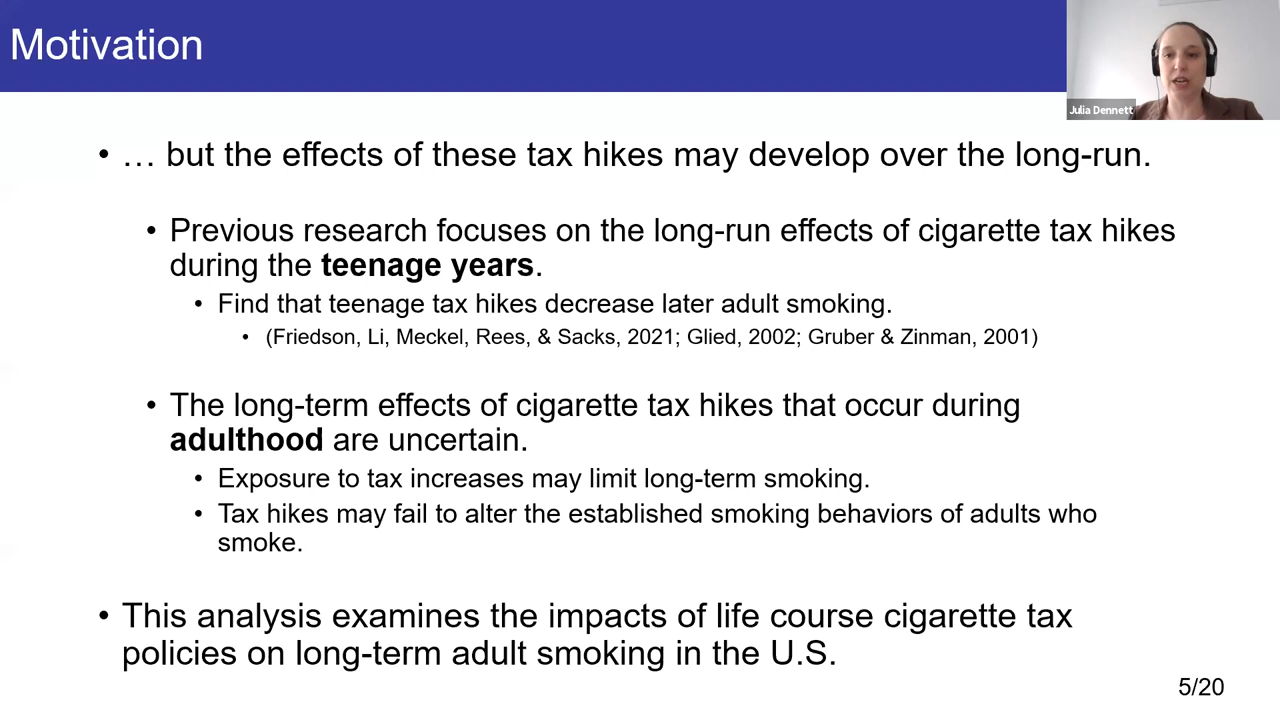 Motivation
Julia Dennett
• … but the effects of these tax hikes may develop over the long-run.
• Previous research focuses on the long-run effects of cigarette tax hikes
during the teenage years.
• Find that teenage tax hikes decrease later adult smoking.
• (Friedson, Li, Meckel, Rees, & Sacks, 2021; Glied, 2002; Gruber & Zinman, 2001)
• The long-term effects of cigarette tax hikes that occur during
adulthood are uncertain.
• Exposure to tax increases may limit long-term smoking.
• Tax hikes may fail to alter the established smoking behaviors of adults who
smoke.
• This analysis examines the impacts of life course cigarette tax
policies on long-term adult smoking in the U.S.
5/20